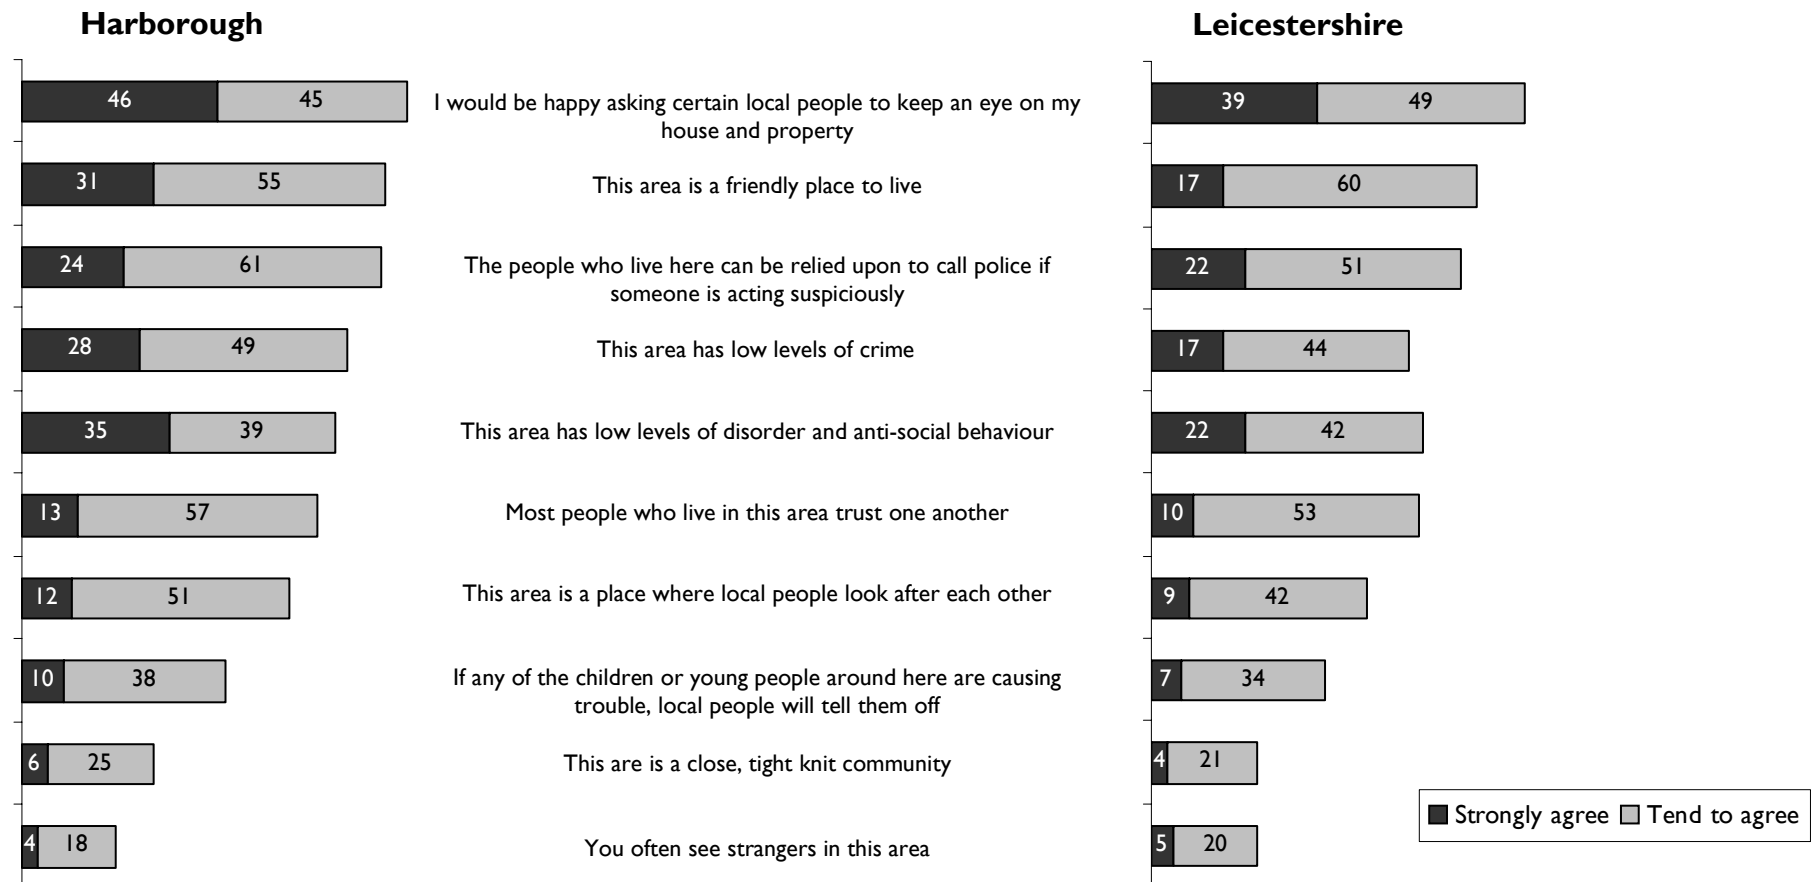 Harborough
Leicestershire
46 45
I would be happy asking certain local people to keep an eye on my
house and property
39 49
31 55
This area is a friendly place to live
17 60
24 61
The people who live here can be relied upon to call police if
someone is acting suspiciously
22 51
28 49
This area has low levels of crime
17 44
35 39
This area has low levels of disorder and anti-social behaviour
22 42
13 57
Most people who live in this area trust one another
10 53
12 51
This area is a place where local people look after each other
9 42
10 38
If any of the children or young people around here are causing
trouble, local people will tell them off
7 34
6 25
This are is a close, tight knit community
4 21
4 18
You often see strangers in this area
5 20
Strongly agree Tend to agree